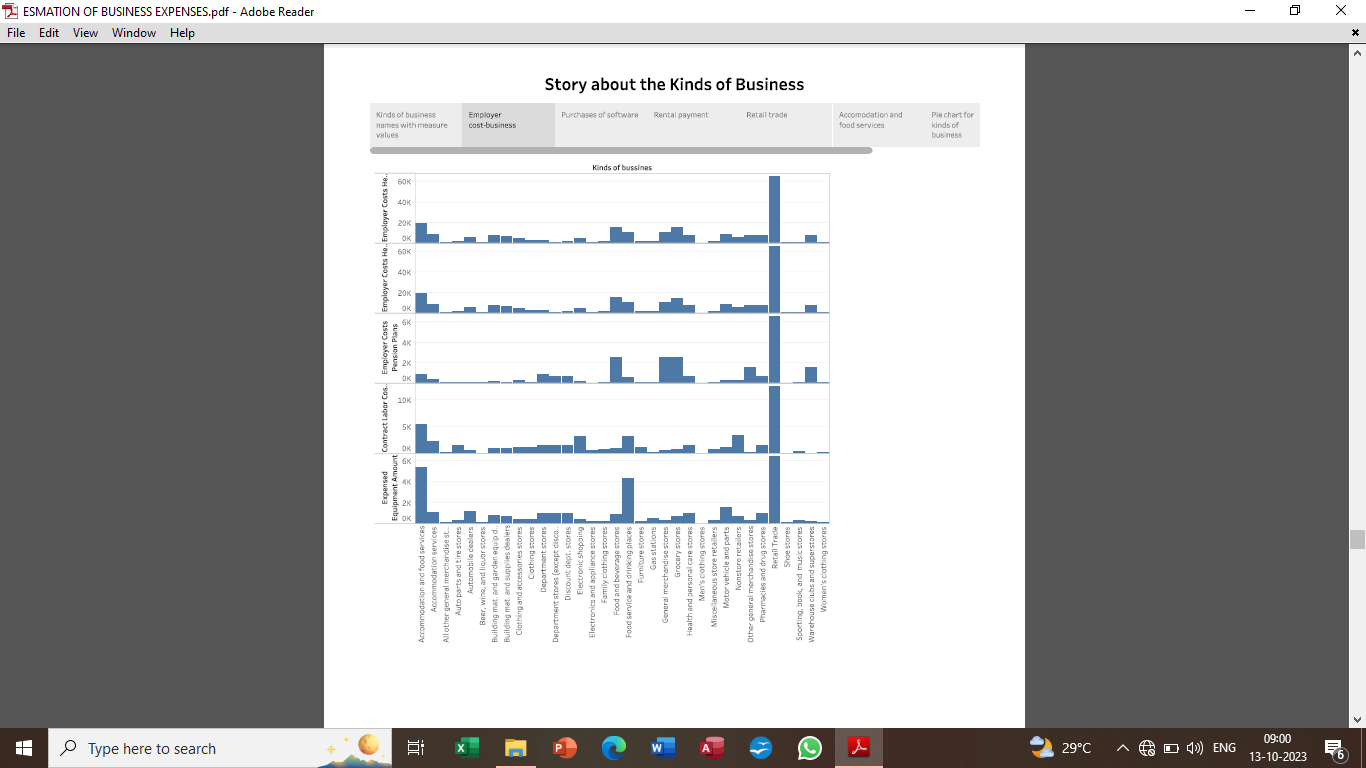 ESMATION OF BUSINESS EXPENSES.pdf - Adobe Reader
File Edit View Window Help
Story about the Kinds of Business
Kinds of business
names with measure
values
Employer
cost-business
Purchases of software
Rental payment
Retail trade
Accomodation and
food services
Pie chart for
kinds of
business
Kinds of bussines
Employer Costs He..
60K
40K
20K
0K
Employer Costs He..
60K
40K
20K
0K
Employer Costs
Pension Plans
6K
4K
2K
0K
Contract Labor Cos..
10K
5K
0K
Expensed
Equipment Amount
6K
4K
2K
0K
Accommodation and food services
Accommodation services
All other general merchandise st..
Auto parts and tire stores
Automobile dealers
Beer, wine, and liquor stores
Building mat. and garden equip d..
Building mat. and supplies dealers
Clothing and accessories stores
Clothing stores
Department stores
Department stores (except disco..
Discount dept. stores
Electronic shopping
Electronics and appliance stores
Family clothing stores
Food and beverage stores
Food service and drinking places
Furniture stores
Gas stations
General merchandise stores
Grocery stores
Health and personal care stores
Men's clothing stores
Miscellaneous store retailers
Motor vehicle and parts
Nonstore retailers
Other general merchandise stores
Pharmacies and drug stores
Retail Trade
Shoe stores
Sporting, book, and music stores
Warehouse clubs and superstores
Women's clothing stores
Type here to search
29°C
ENG
09:00
13-10-2023
6